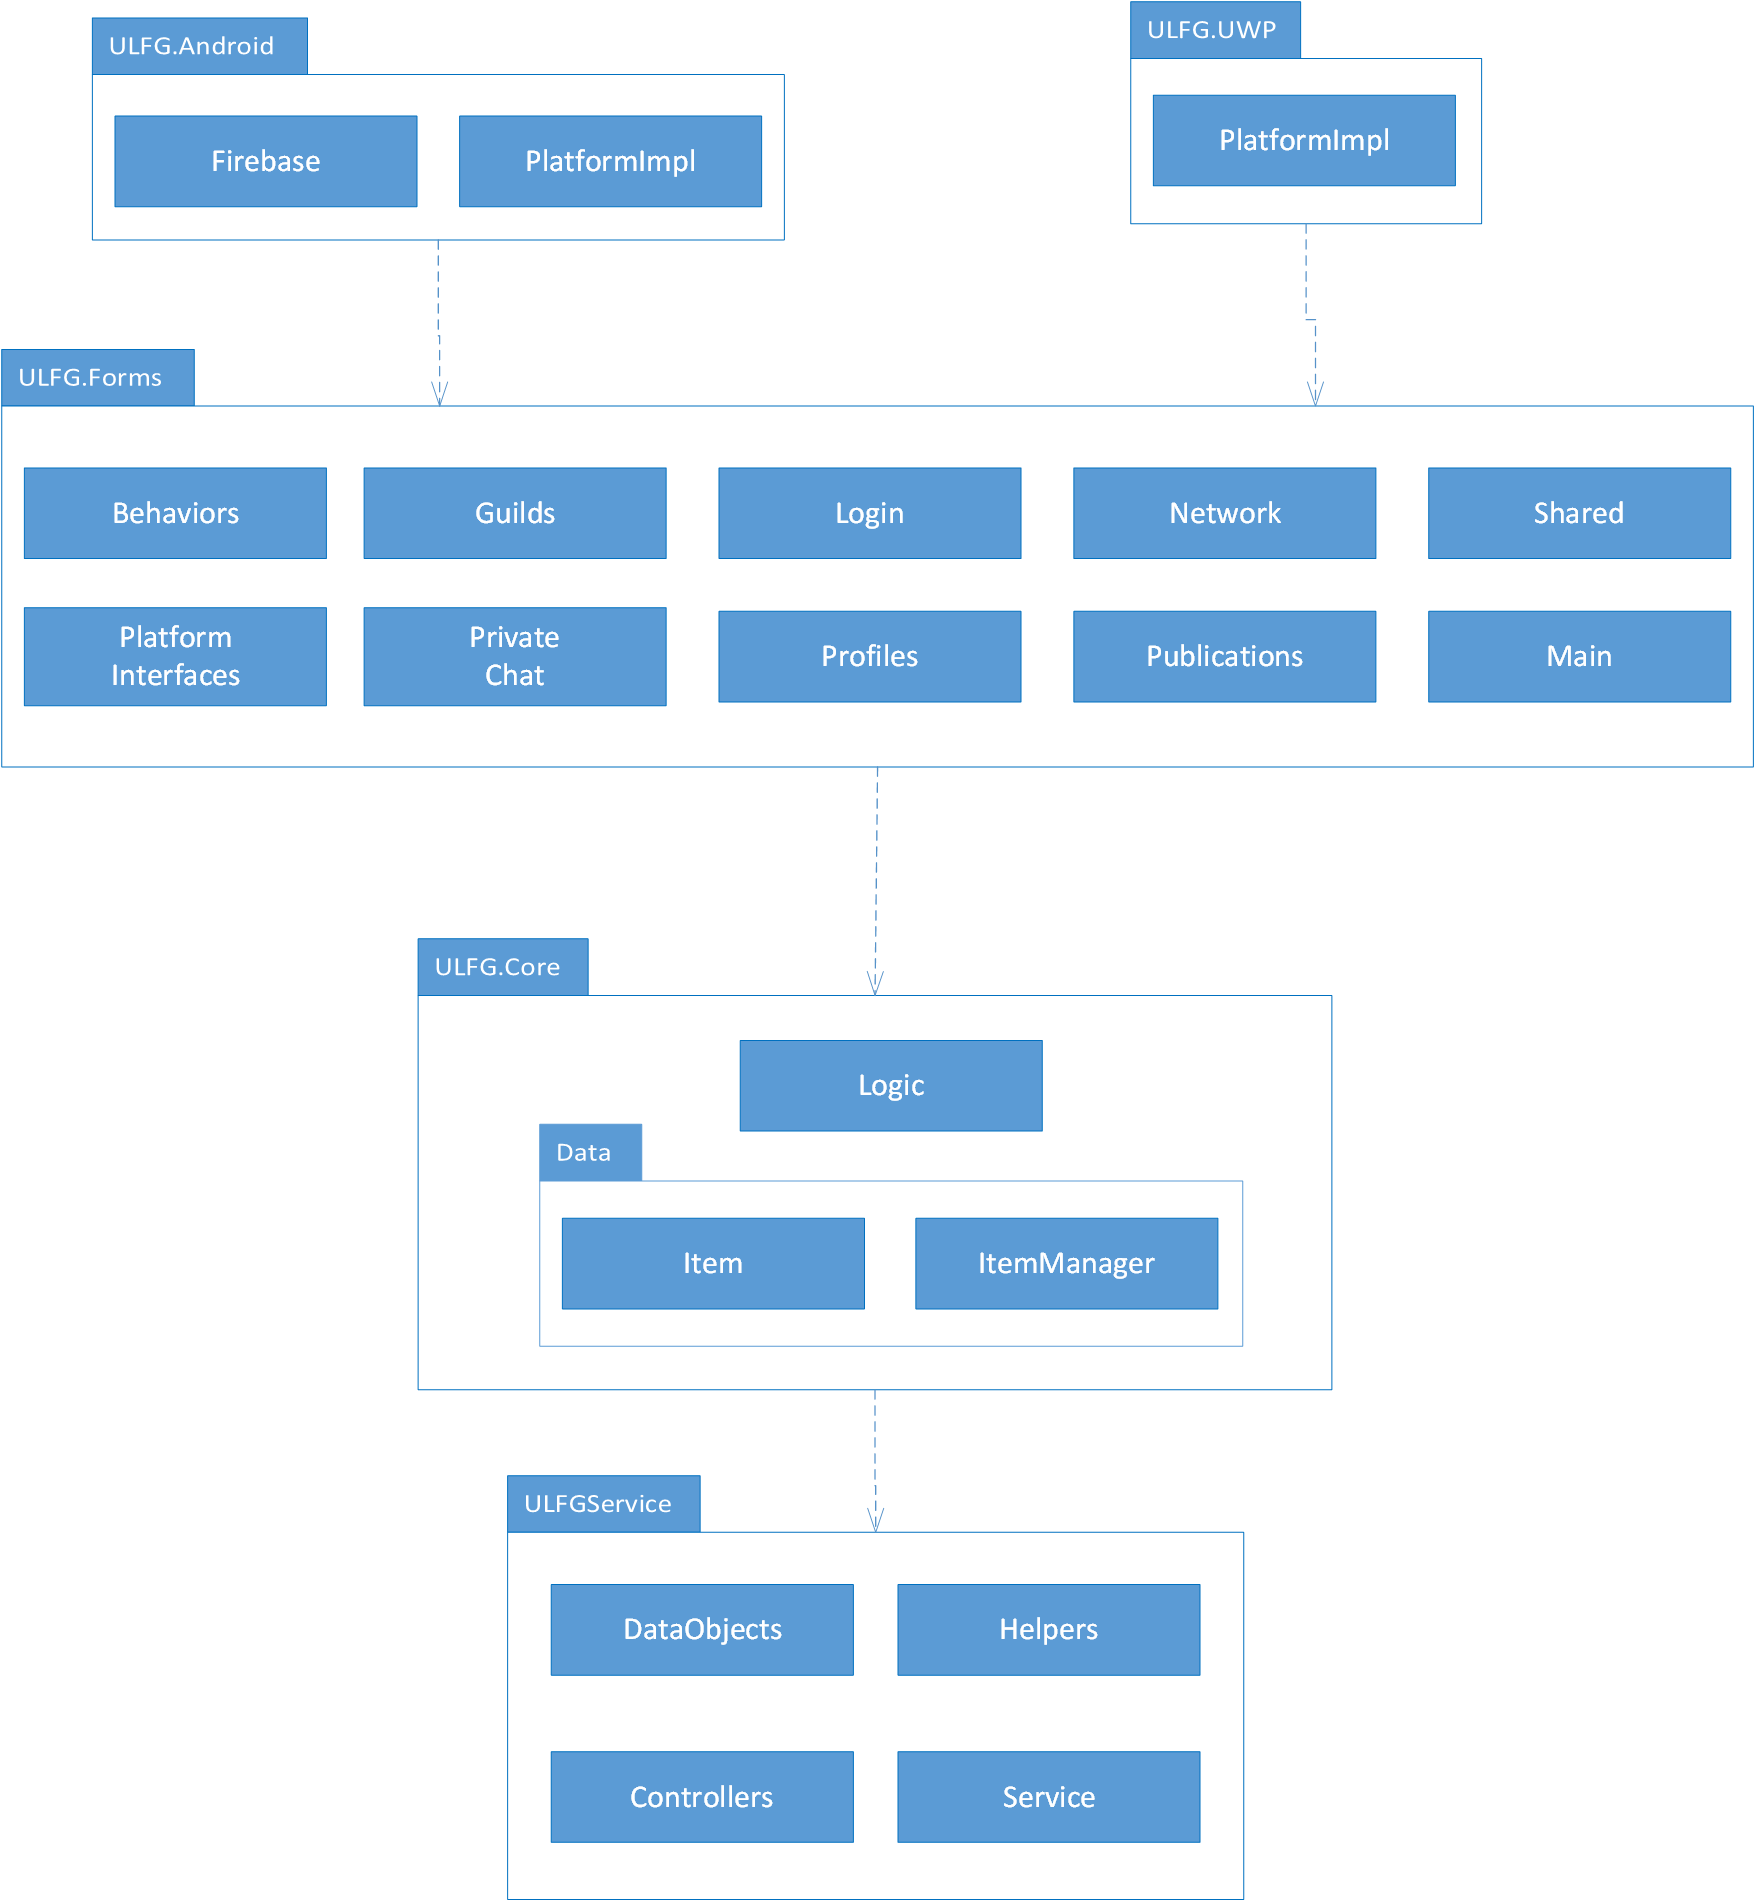 ULFG.Android
ULFG.UWP
Firebase
PlatformImpl
PlatformImpl
ULFG.Forms
Behaviors
Guilds
Login
Network
Shared
Platform
Interfaces
Private
Chat
Profiles
Publications
Main
ULFG.Core
Logic
Data
Item
ItemManager
ULFGService
DataObjects
Helpers
Controllers
Service